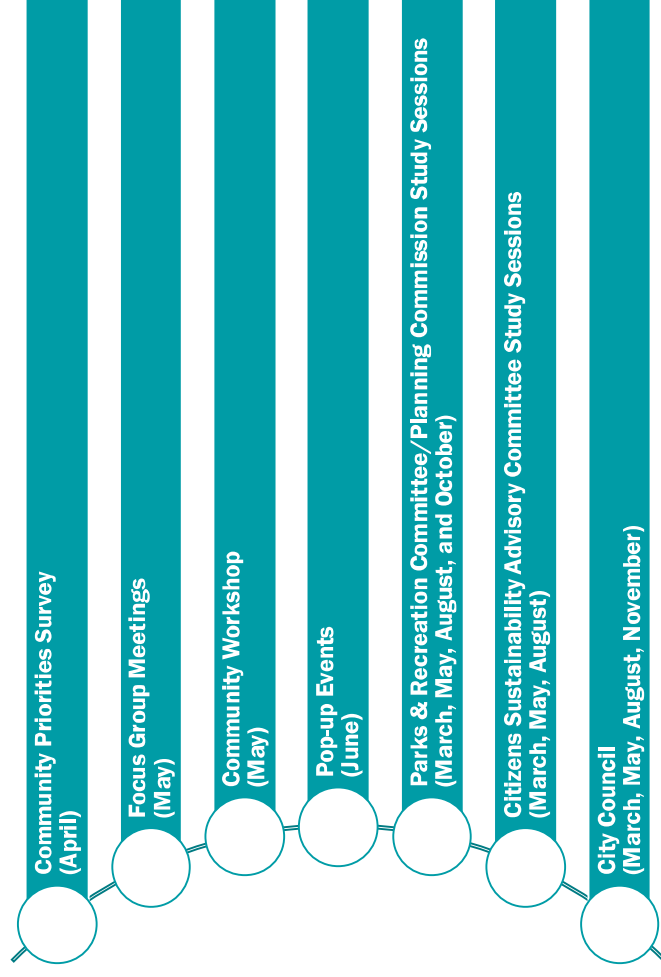 Community Priorities Survey
(April)
Focus Group Meetings
(May)
Community Workshop
(May)
Pop-up Events
(June)
Parks & Recreation Committee/Planning Commission Study Sessions
(March, May, August, and October)
Citizens Sustainability Advisory Committee Study Sessions
(March, May, August)
City Council
(March, May, August, November)